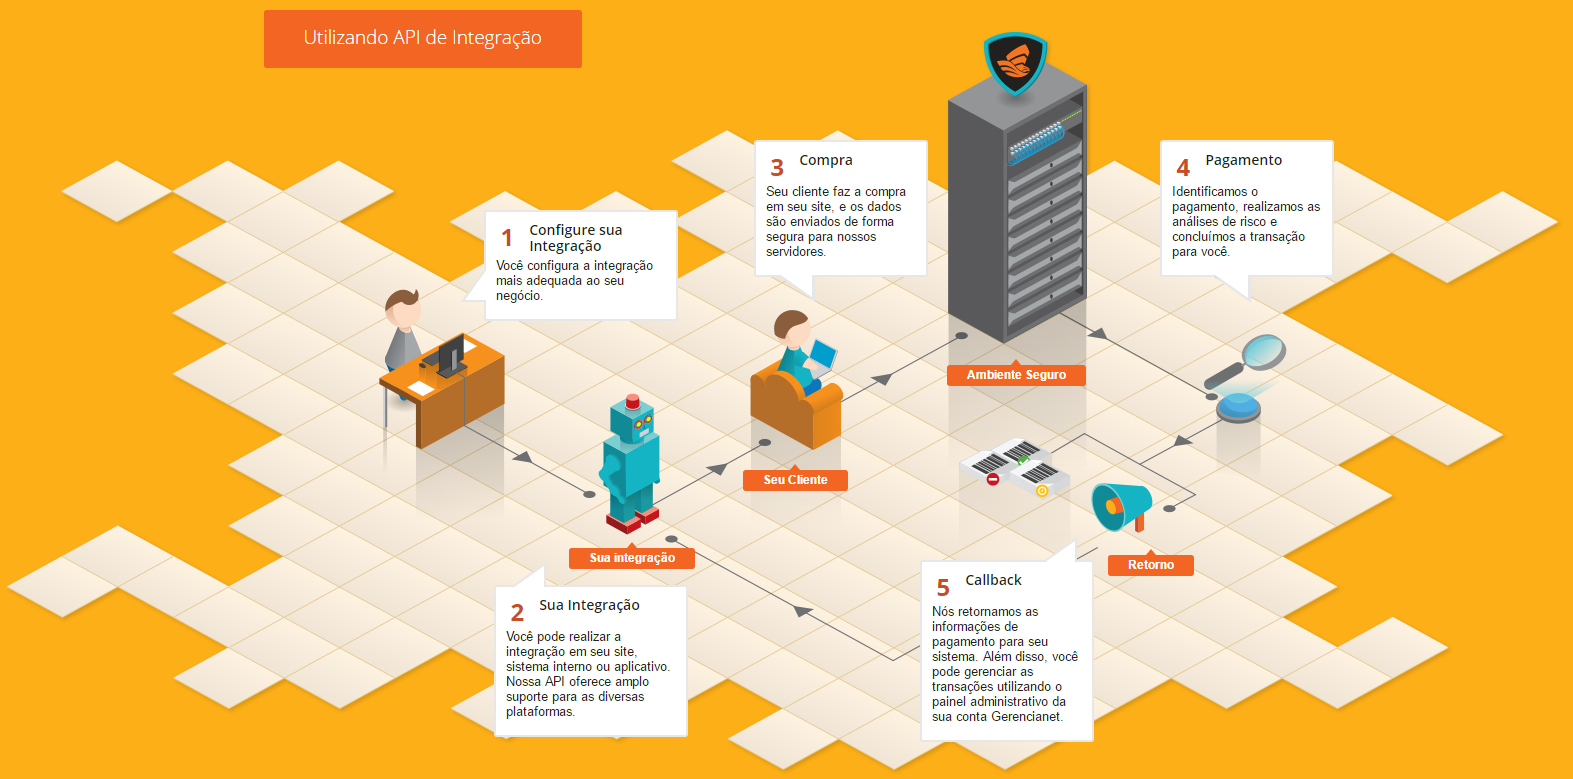 Utilizando API de Integração
1
Configure sua
Integração
Você configura a integração
mais adequada ao seu
negócio.
3
Compra
Seu cliente faz a compra
em seu site, e os dados
são enviados de forma
segura para nossos
servidores.
4
Pagamento
Identificamos o
pagamento, realizamos as
análises de risco e
concluímos a transação
para você.
Ambiente Seguro
Seu Cliente
Sua integração
Retorno
2
Sua Integração
Você pode realizar a
integração em seu site,
sistema interno ou aplicativo.
Nossa API oferece amplo
suporte para as diversas
plataformas.
5
Callback
Nós retornamos as
informações de
pagamento para seu
sistema. Além disso, você
pode gerenciar as
transações utilizando o
painel administrativo da
sua conta Gerencianet.